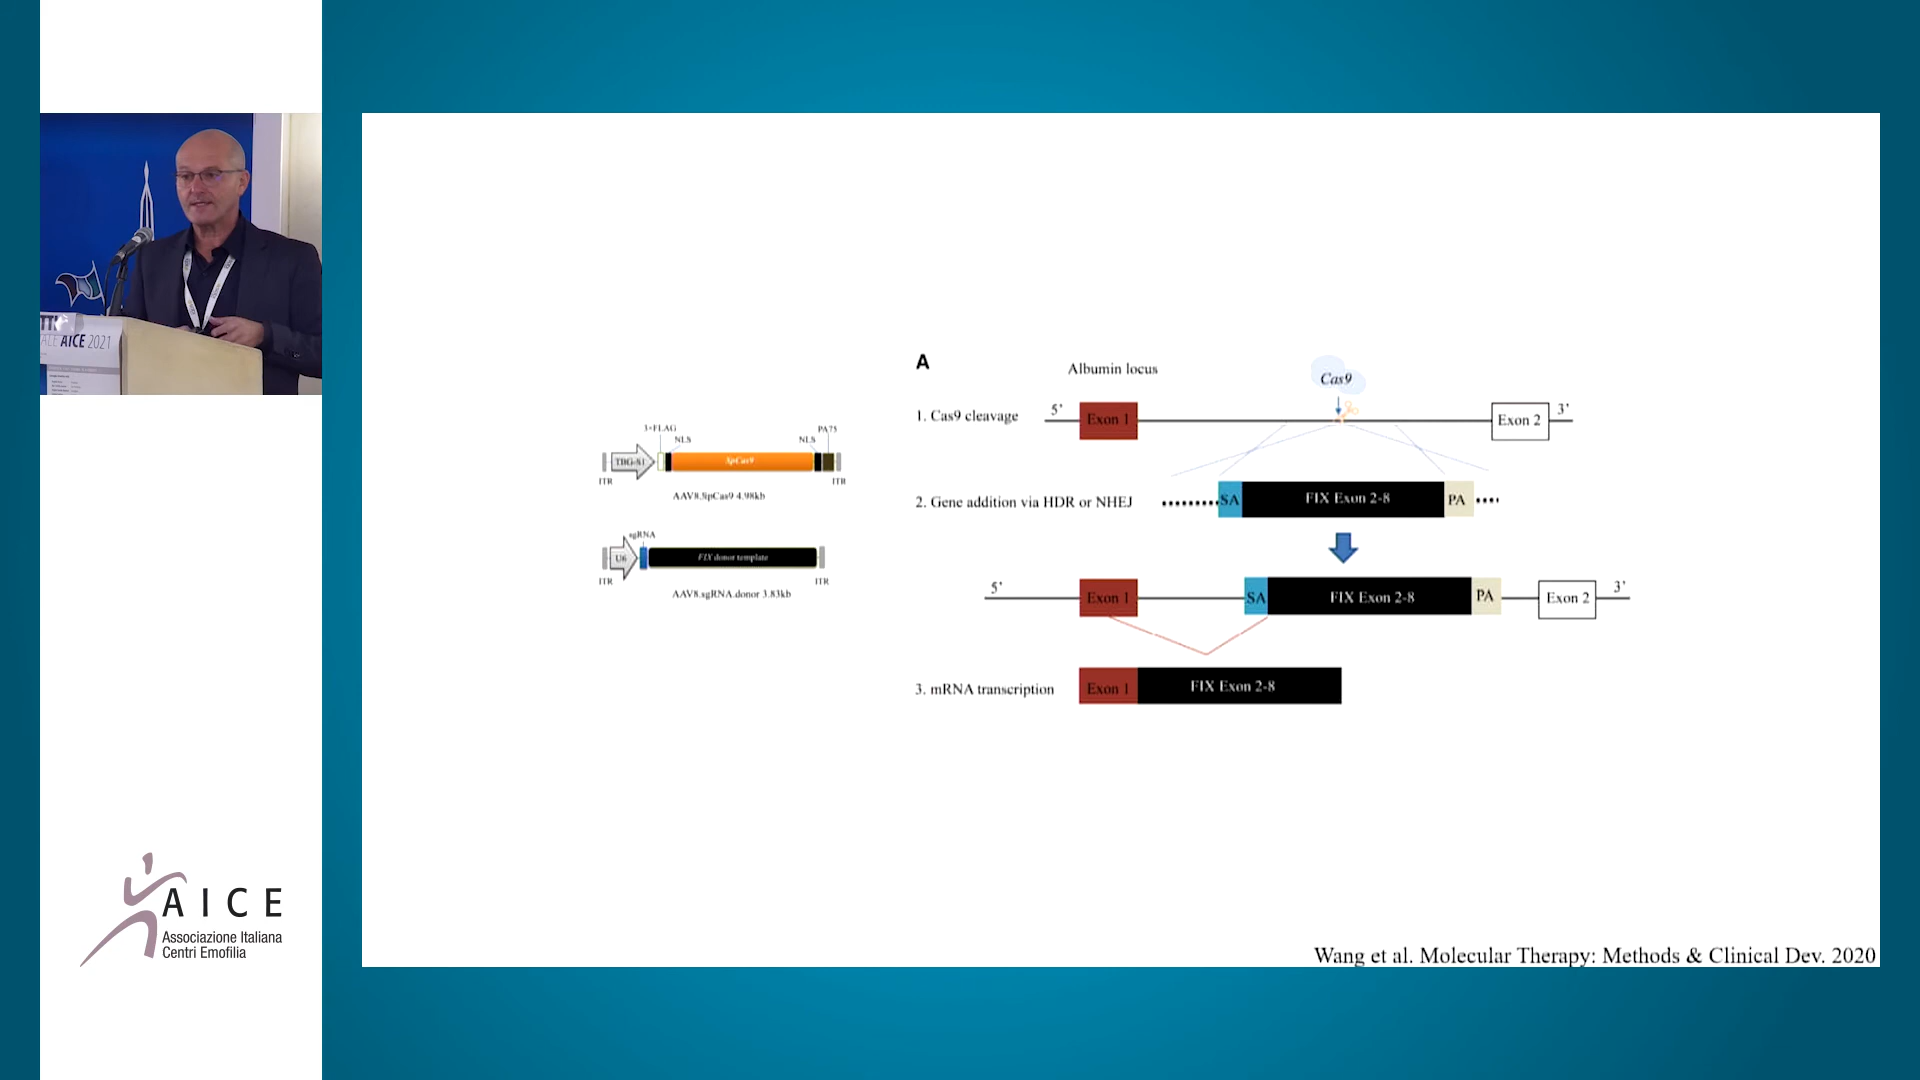 AICE 2021
AICE
Associazione Italiana
Centri Emofilia
3×FLAG
NLS
NLS
PA75
TBG-S1
SpCas9
ITR
ITR
AAV8.SpCas9 4.98kb
sgRNA
U6
FIX donor template
ITR
ITR
AAV8.sgRNA.donor 3.83kb
A
Albumin locus
Cas9
1. Cas9 cleavage
5'
Exon 1
Exon 2
3'
2. Gene addition via HDR or NHEJ
SA
FIX Exon 2-8
PA
5'
Exon 1
SA
FIX Exon 2-8
PA
Exon 2
3'
3. mRNA transcription
Exon 1
FIX Exon 2-8
Wang et al. Molecular Therapy: Methods & Clinical Dev. 2020